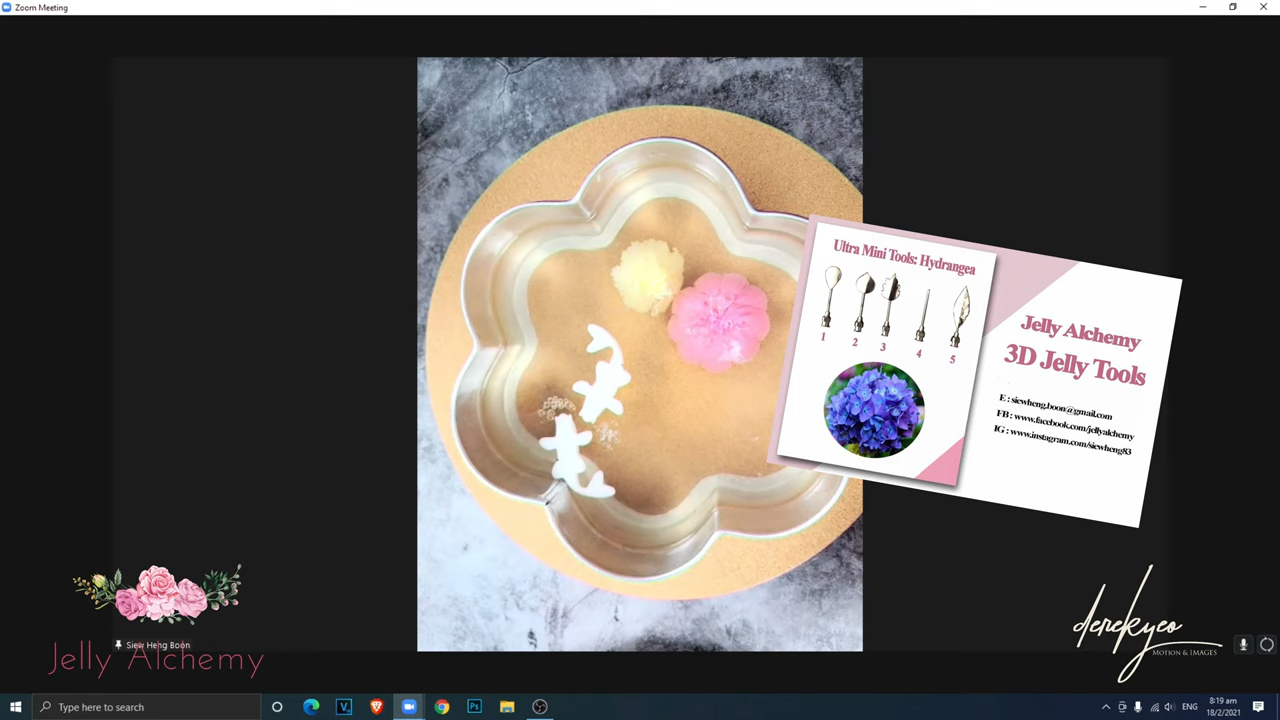 Zoom Meeting
Ultra Mini Tools: Hydrangea
1 2 3 4 5
Jelly Alchemy
3D Jelly Tools
E : siewheng.boon@gmail.com
FB : www.facebook.com/jellyalchemy
IG : www.instagram.com/siewheng83
Siew Heng Boon
Jelly Alchemy
derekyeo
MOTION & IMAGES
Type here to search
ENG
8:19 am
18/2/2021